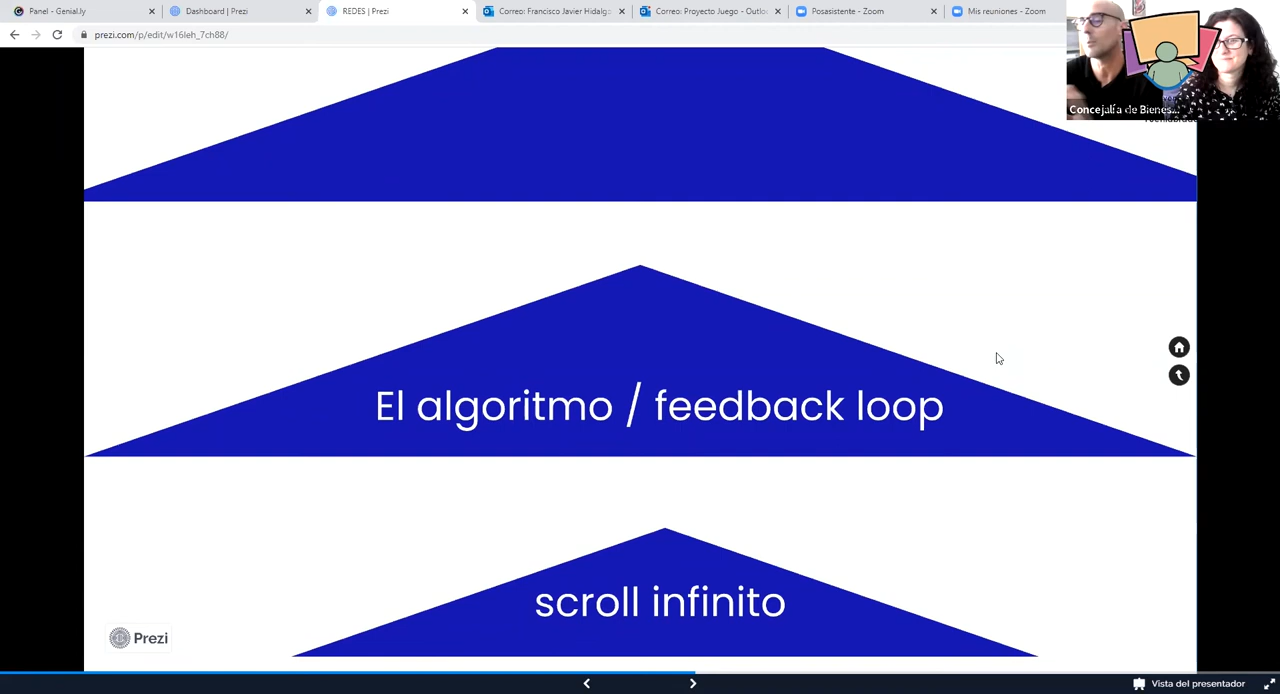 Panel - Genial.ly
Dashboard | Prezi
REDES | Prezi
Correo: Francisco Javier Hidalgo
Correo: Proyecto Juego - Outlo
Posasistente - Zoom
Mis reuniones - Zoom
prezi.com/p/edit/w16leh_7ch88/
Concejalía de Bienes...
El algoritmo / feedback loop
scroll infinito
Prezi
Vista del presentador